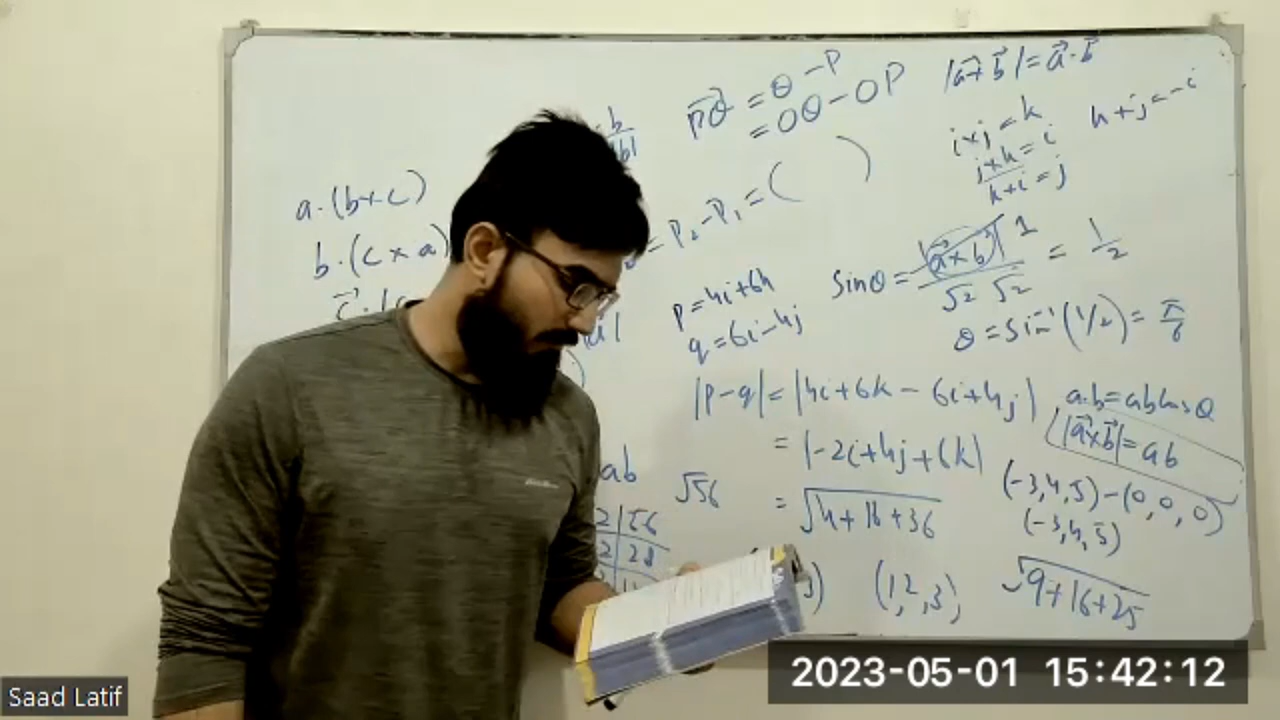 PQ = Q - P
= OQ - OP
|a+b| = a·b
b
|b|
i×j = k
j×k = i
k+i = j
k+j = -i
a·(b+c)
b·(c×a)
= P2 - P1 = ( )
P = 4i+6k
q = 6i-4j
Sinθ = |a×b| 1 = 1/2
√2 √2
θ = Sin⁻¹(1/2) = π/6
|P-q| = |4i+6k - 6i+4j|
= |-2i+4j+6k|
= √4+16+36
a.b = abcosθ
|a×b| = ab
ab
√56
2|56
2|28
(-3,4,5)-(0,0,0)
(-3,4,5)
(1,2,3),
√9+16+25
Saad Latif
2023-05-01 15:42:12